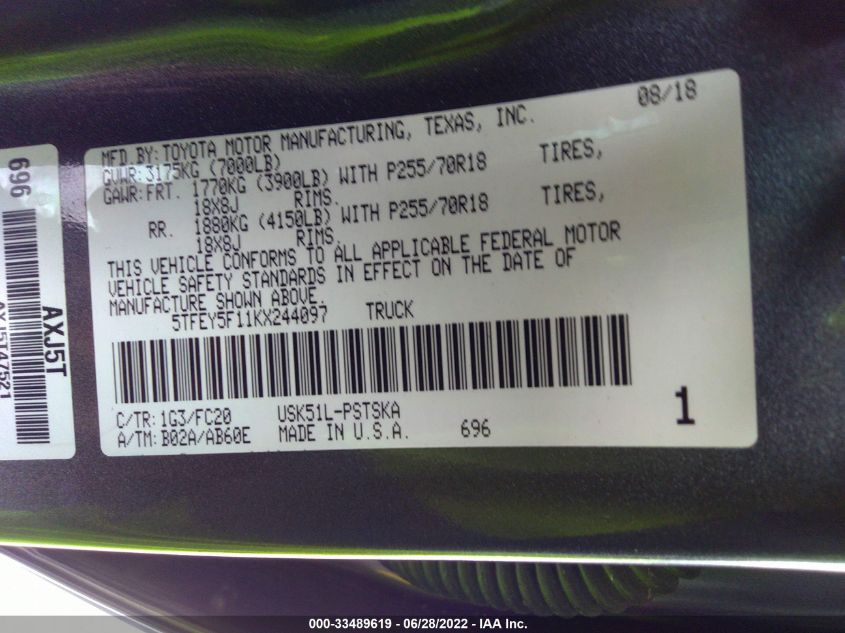 MFD.BY:TOYOTA MOTOR MANUFACTURING, TEXAS, INC. 08/18
GVWR:3175KG (7000LB)
GAWR:FRT. 1770KG (3900LB) WITH P255/70R18 TIRES,
18X8J RIMS.
RR. 1880KG (4150LB) WITH P255/70R18 TIRES,
18X8J RIMS.
THIS VEHICLE CONFORMS TO ALL APPLICABLE FEDERAL MOTOR
VEHICLE SAFETY STANDARDS IN EFFECT ON THE DATE OF
MANUFACTURE SHOWN ABOVE.
5TFEY5F11KX244097 TRUCK
C/TR:1G3/FC20 USK51L-PSTSKA
A/TM:B02A/AB60E MADE IN U.S.A. 696
1
696
AXJ5T
AXJ5T47521
000-33489619 - 06/28/2022 - IAA Inc.